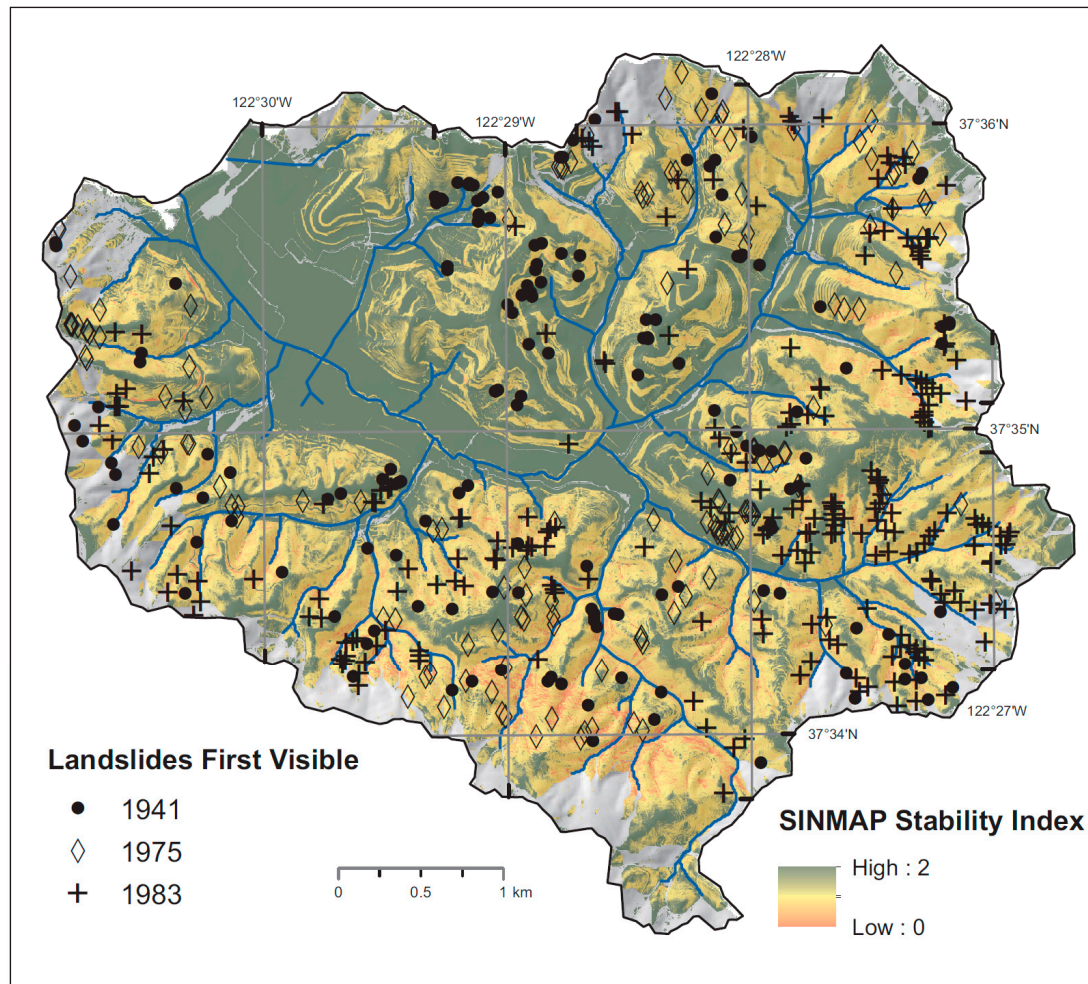 122°28'W
122°30'W
122°29'W
37°36'N
37°35'N
122°27'W
37°34'N
Landslides First Visible
1941
1975
1983
0 0.5 1 km
SINMAP Stability Index
High : 2
Low : 0